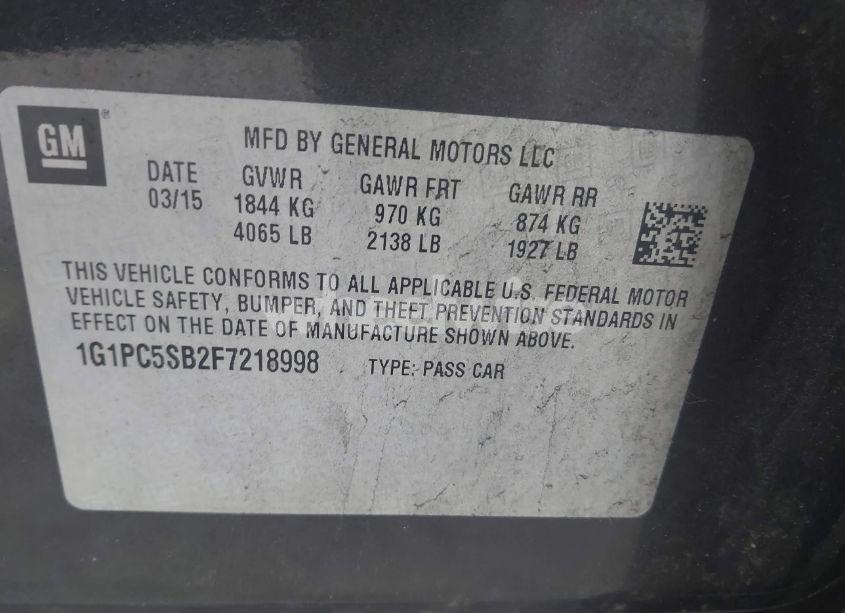 GM®
MFD BY GENERAL MOTORS LLC
DATE GVWR GAWR FRT GAWR RR
03/15 1844 KG 970 KG 874 KG
4065 LB 2138 LB 1927 LB
THIS VEHICLE CONFORMS TO ALL APPLICABLE U.S. FEDERAL MOTOR
VEHICLE SAFETY, BUMPER, AND THEFT PREVENTION STANDARDS IN
EFFECT ON THE DATE OF MANUFACTURE SHOWN ABOVE.
1G1PC5SB2F7218998 TYPE: PASS CAR